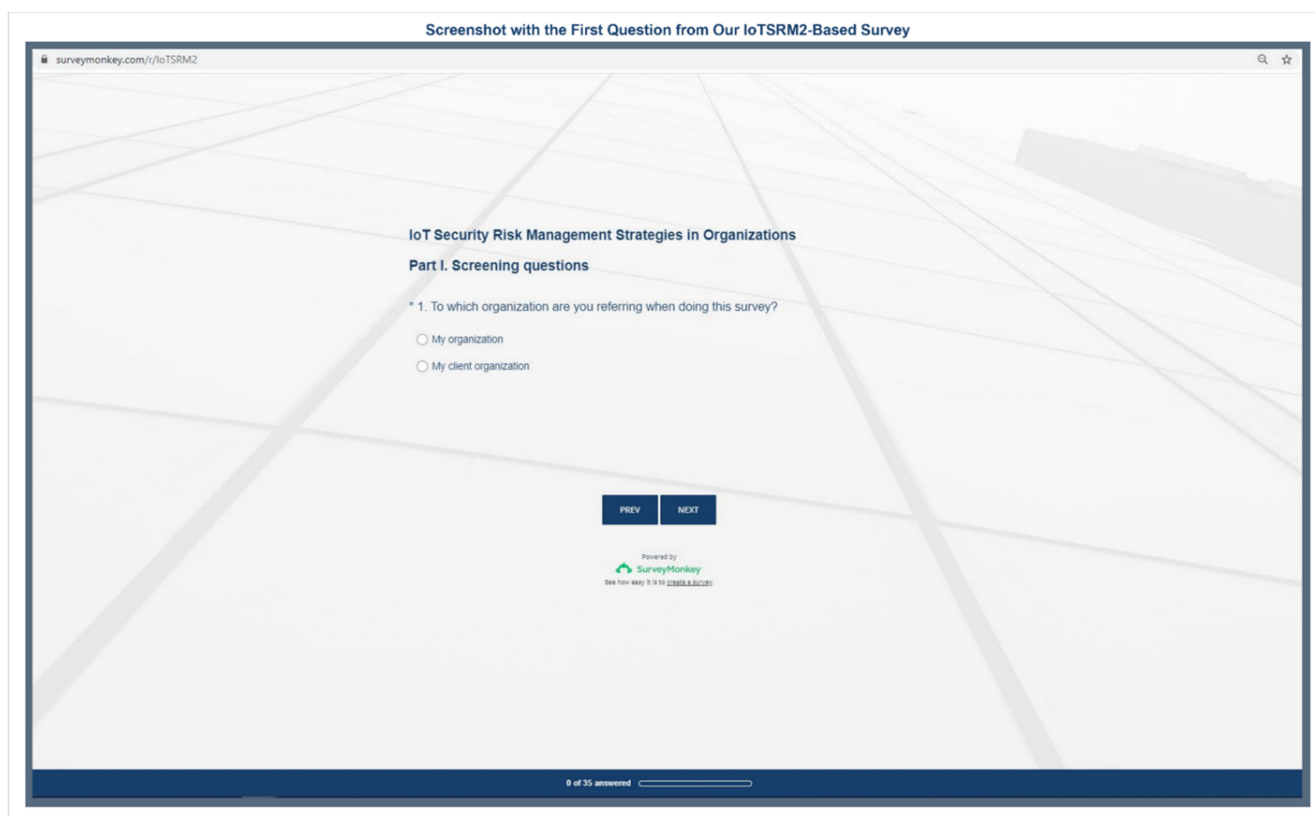 Screenshot with the First Question from Our IoTSRM2-Based Survey
surveymonkey.com/r/IoTSRM2
IoT Security Risk Management Strategies in Organizations
Part I. Screening questions
* 1. To which organization are you referring when doing this survey?
My organization
My client organization
PREV NEXT
Powered by
SurveyMonkey
See how easy it is to create a survey.
0 of 35 answered